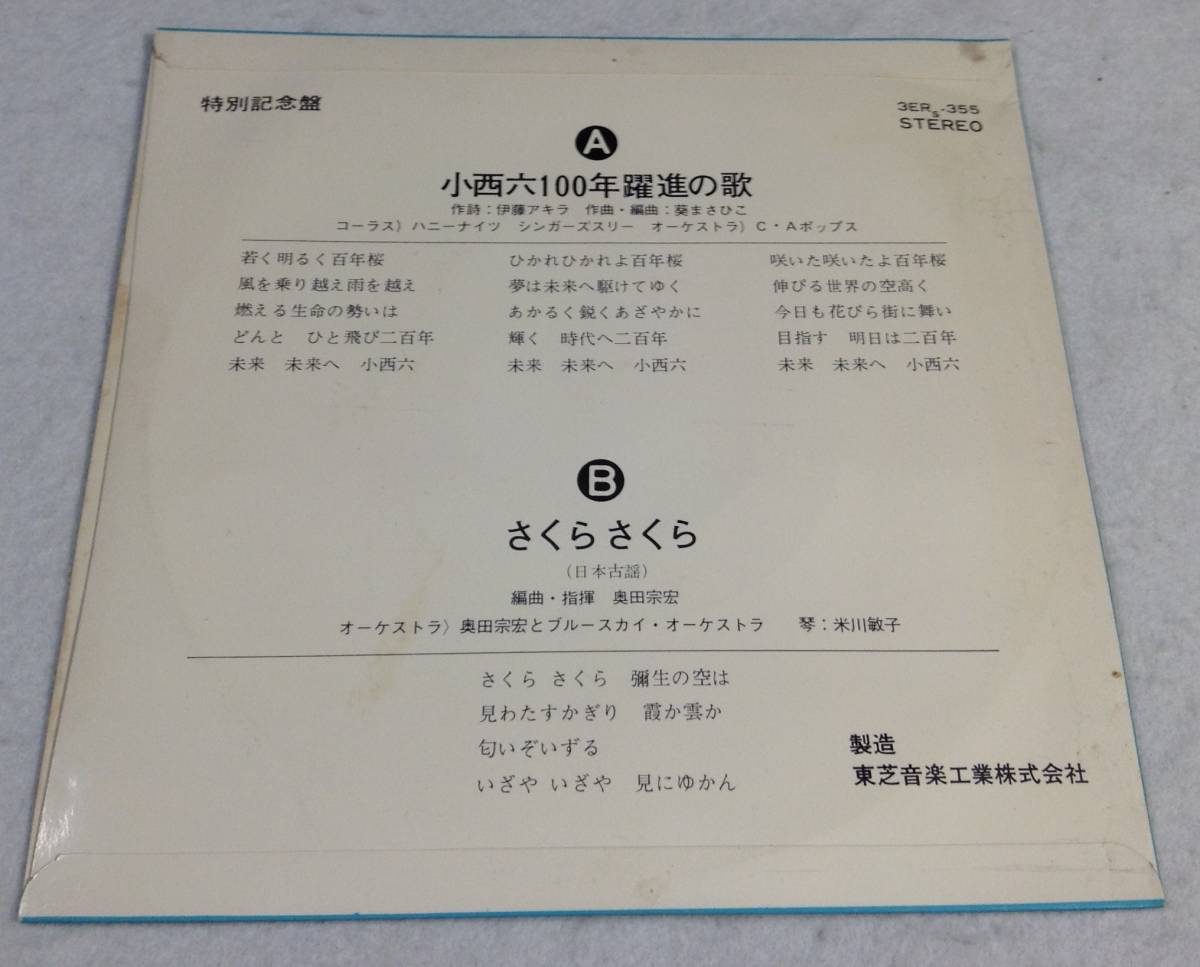 特別記念盤
3ERs-355
STEREO
A
小西六100年躍進の歌
作詩：伊藤アキラ　作曲・編曲：葵まさひこ
コーラス）ハニーナイツ　シンガーズスリー　オーケストラ）C・Aポップス
若く明るく百年桜
風を乗り越え雨を越え
燃える生命の勢いは
どんと　ひと飛び二百年
未来　未来へ　小西六
ひかれひかれよ百年桜
夢は未来へ駆けてゆく
あかるく鋭くあざやかに
輝く　時代へ二百年
未来　未来へ　小西六
咲いた咲いたよ百年桜
伸びる世界の空高く
今日も花びら街に舞い
目指す　明日は二百年
未来　未来へ　小西六
B
さくら さくら
（日本古謡）
編曲・指揮　奥田宗宏
オーケストラ）奥田宗宏とブルースカイ・オーケストラ　琴：米川敏子
さくら さくら　彌生の空は
見わたすかぎり　霞か雲か
匂いぞいずる
いざや いざや　見にゆかん
製造
東芝音楽工業株式会社